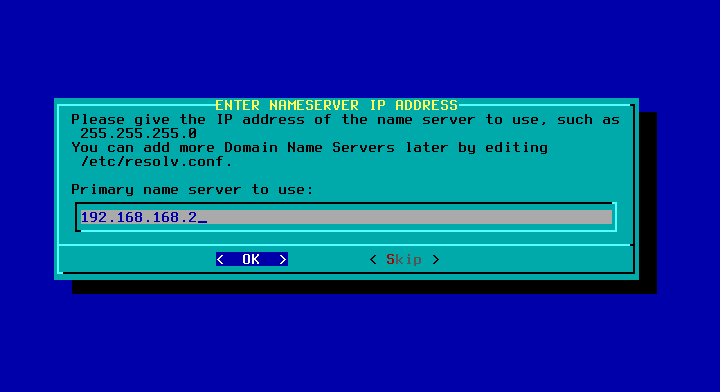 ENTER NAMESERVER IP ADDRESS
Please give the IP address of the name server to use, such as
255.255.255.0
You can add more Domain Name Servers later by editing
/etc/resolv.conf.
Primary name server to use:
192.168.168.2_
< OK > < Skip >